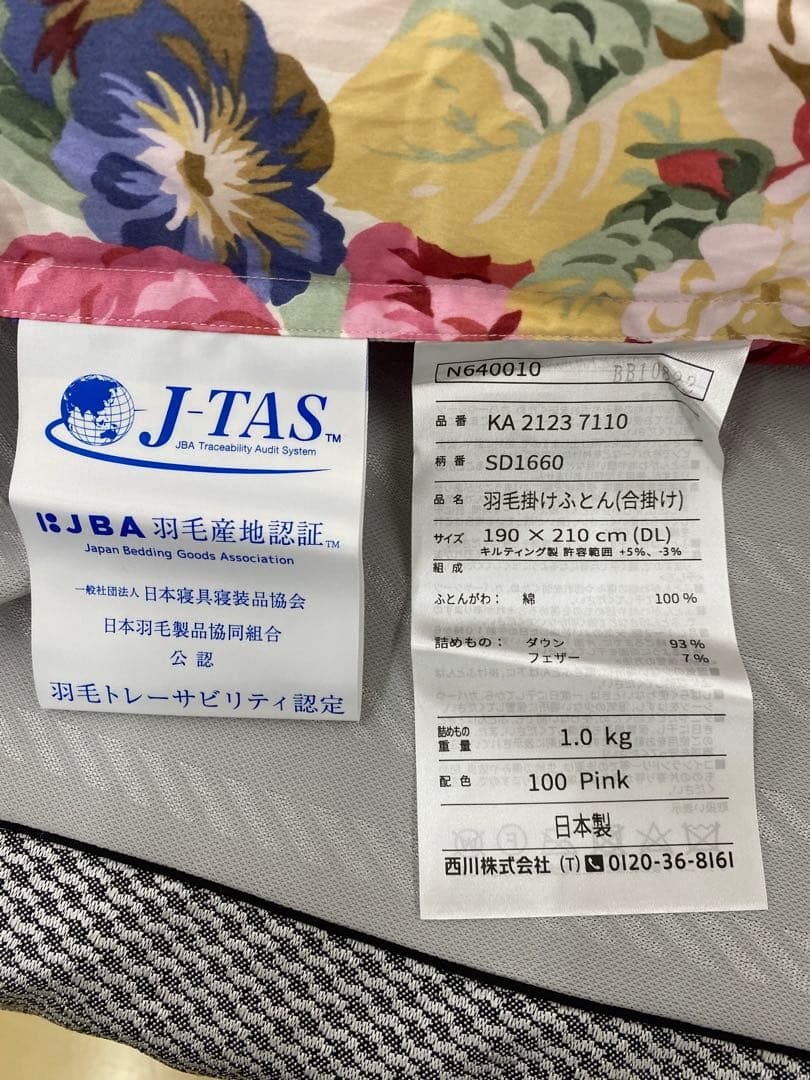 J-TAS™
JBA Traceability Audit System
JBA 羽毛産地認証™
Japan Bedding Goods Association
一般社団法人 日本寝具寝装品協会
日本羽毛製品協同組合
公認
羽毛トレーサビリティ認定
N640010
品番 KA 2123 7110
柄番 SD1660
品名 羽毛掛けふとん(合掛け)
サイズ 190 × 210 cm (DL)
キルティング製 許容範囲 +5%、-3%
組成
ふとんがわ: 綿 100%
詰めもの: ダウン 93%
フェザー 7%
詰めもの重量 1.0 kg
配色 100 Pink
日本製
西川株式会社 (T) 0120-36-8161